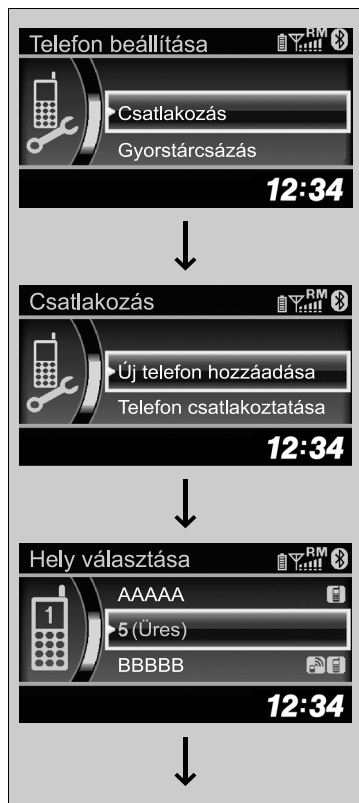 Telefon beállítása RM
Csatlakozás
Gyorstárcsázás
12:34
Csatlakozás RM
Új telefon hozzáadása
Telefon csatlakoztatása
12:34
Hely választása RM
1
AAAAA
5 (Üres)
BBBBB
12:34